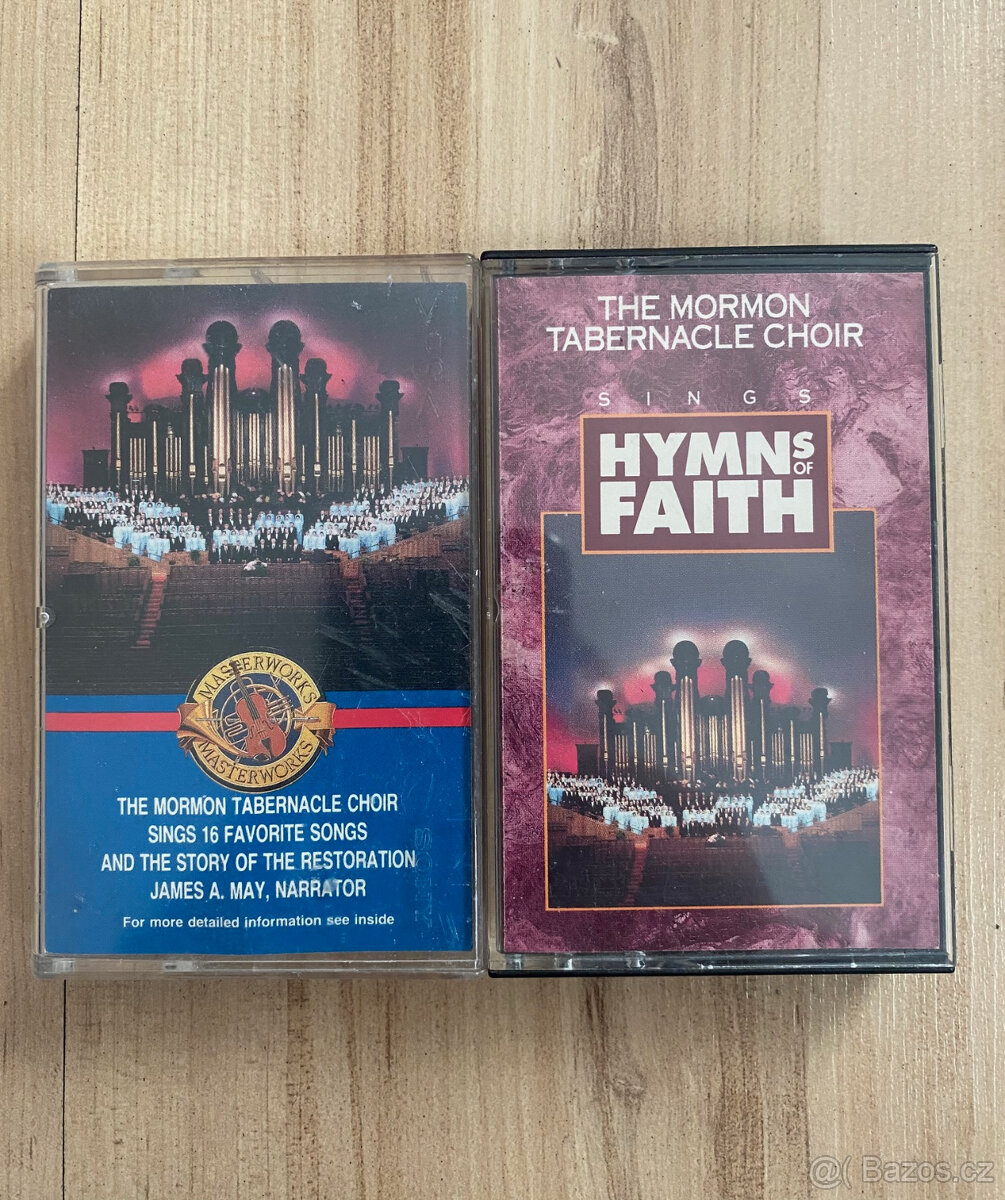 MASTERWORKS
MASTERWORKS
THE MORMON TABERNACLE CHOIR
SINGS 16 FAVORITE SONGS
AND THE STORY OF THE RESTORATION
JAMES A. MAY, NARRATOR
For more detailed information see inside
THE MORMON
TABERNACLE CHOIR
SINGS
HYMNS OF
FAITH
@( Bazos.cz